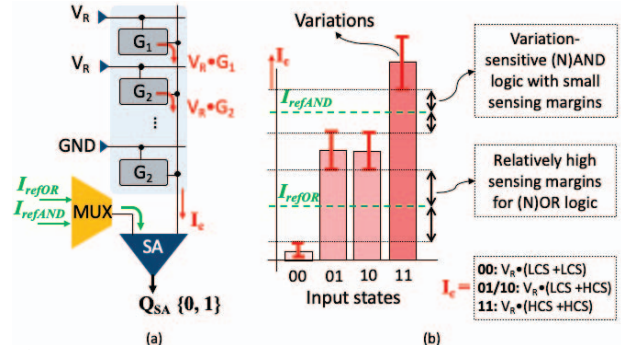 V_R
G_1
V_R•G_1
V_R
G_2
V_R•G_2
⋮
GND
G_2
I_refOR
I_refAND
MUX
I_c
SA
Q_SA {0, 1}
(a)
Variations
I_c
I_refAND
I_refOR
00 01 10 11
Input states
(b)
Variation-
sensitive (N)AND
logic with small
sensing margins
Relatively high
sensing margins
for (N)OR logic
I_c =
00: V_R•(LCS +LCS)
01/10: V_R•(LCS +HCS)
11: V_R•(HCS +HCS)